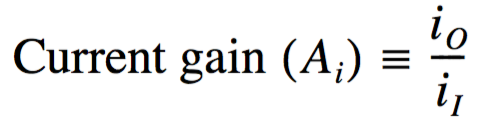 Current gain (A_i) ≡ i_O / i_I